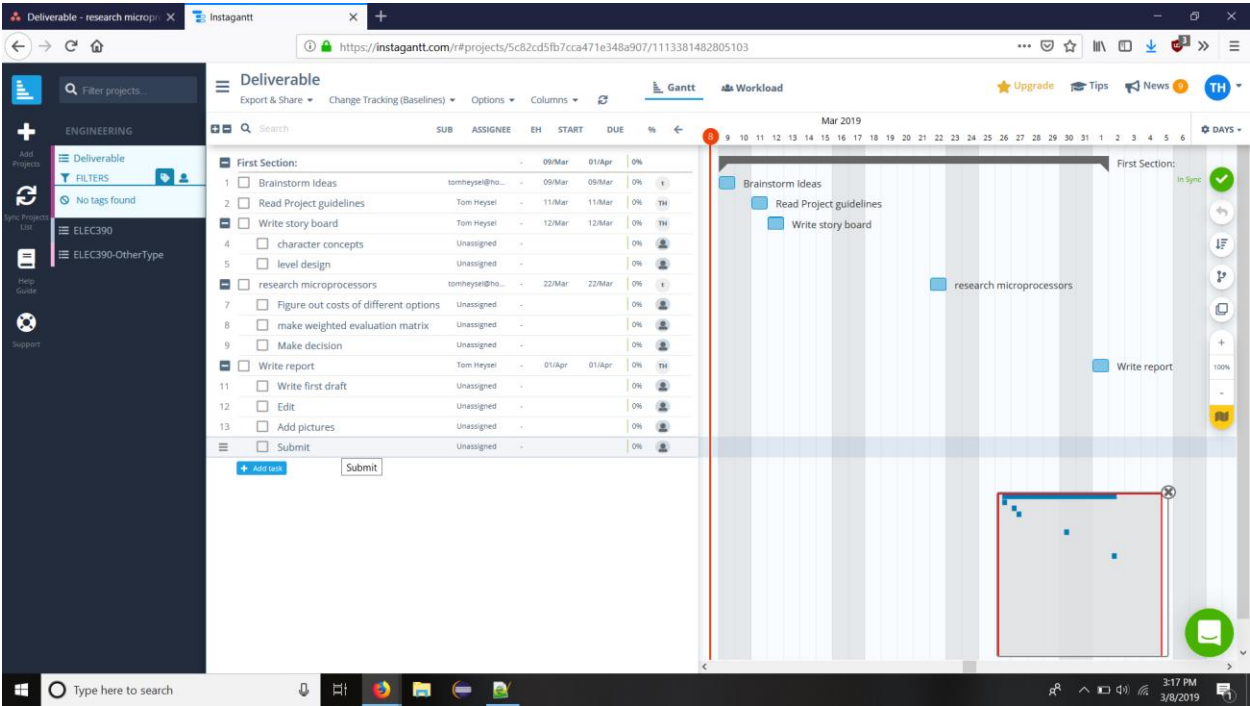 Deliverable - research micropr
Instagantt
https://instagantt.com/r#projects/5c82cd5fb7cca471e348a907/1113381482805103
3
Filter projects...
Deliverable
Gantt
Workload
Upgrade
Tips
News 9
TH
Export & Share
Change Tracking (Baselines)
Options
Columns
Add Projects
ENGINEERING
Search
SUB ASSIGNEE EH START DUE %
Mar 2019
8 9 10 11 12 13 14 15 16 17 18 19 20 21 22 23 24 25 26 27 28 29 30 31 1 2 3 4 5 6
DAYS
Deliverable
FILTERS
No tags found
ELEC390
ELEC390-OtherType
Sync Projects List
Help Guide
Support
First Section: - 09/Mar 01/Apr 0%
1 Brainstorm Ideas tomheysel@ho... - 09/Mar 09/Mar 0% t
2 Read Project guidelines Tom Heysel - 11/Mar 11/Mar 0% TH
Write story board Tom Heysel - 12/Mar 12/Mar 0% TH
4 character concepts Unassigned - 0%
5 level design Unassigned - 0%
research microprocessors tomheysel@ho... - 22/Mar 22/Mar 0% t
7 Figure out costs of different options Unassigned - 0%
8 make weighted evaluation matrix Unassigned - 0%
9 Make decision Unassigned - 0%
Write report Tom Heysel - 01/Apr 01/Apr 0% TH
11 Write first draft Unassigned - 0%
12 Edit Unassigned - 0%
13 Add pictures Unassigned - 0%
Submit Unassigned - 0%
+ Add task
Submit
First Section:
In Sync
Brainstorm Ideas
Read Project guidelines
Write story board
research microprocessors
Write report
+
100%
-
Type here to search
3:17 PM
3/8/2019
1